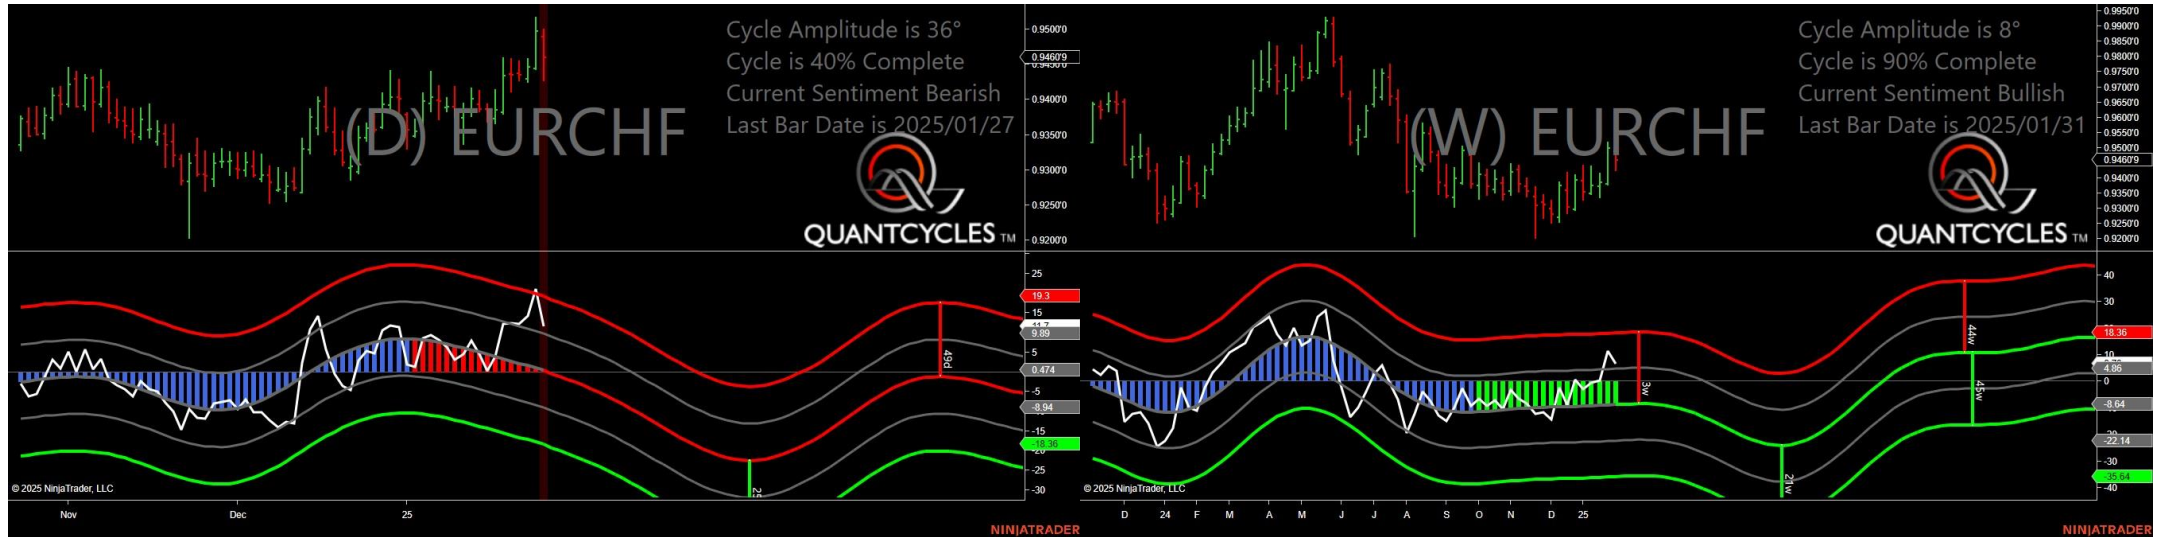 Cycle Amplitude is 36°
Cycle is 40% Complete
Current Sentiment Bearish
Last Bar Date is 2025/01/27
(D) EURCHF
QUANTCYCLES TM
0.9500'0
0.9460'9
0.9400'0
0.9350'0
0.9300'0
0.9250'0
0.9200'0
25
19.3
15
9.89
5
0.474
-5
-8.94
-15
-18.36
-25
-30
49d
© 2025 NinjaTrader, LLC
Nov
Dec
25
NINJATRADER
Cycle Amplitude is 8°
Cycle is 90% Complete
Current Sentiment Bullish
Last Bar Date is 2025/01/31
(W) EURCHF
QUANTCYCLES TM
0.9950'0
0.9900'0
0.9850'0
0.9800'0
0.9750'0
0.9700'0
0.9650'0
0.9600'0
0.9550'0
0.9500'0
0.9460'9
0.9400'0
0.9350'0
0.9300'0
0.9250'0
0.9200'0
40
30
18.36
10
4.86
0
-8.64
-22.14
-30
-35.64
-40
3w
21w
44w
45w
© 2025 NinjaTrader, LLC
D
24
F
M
A
M
J
J
A
S
O
N
D
25
NINJATRADER